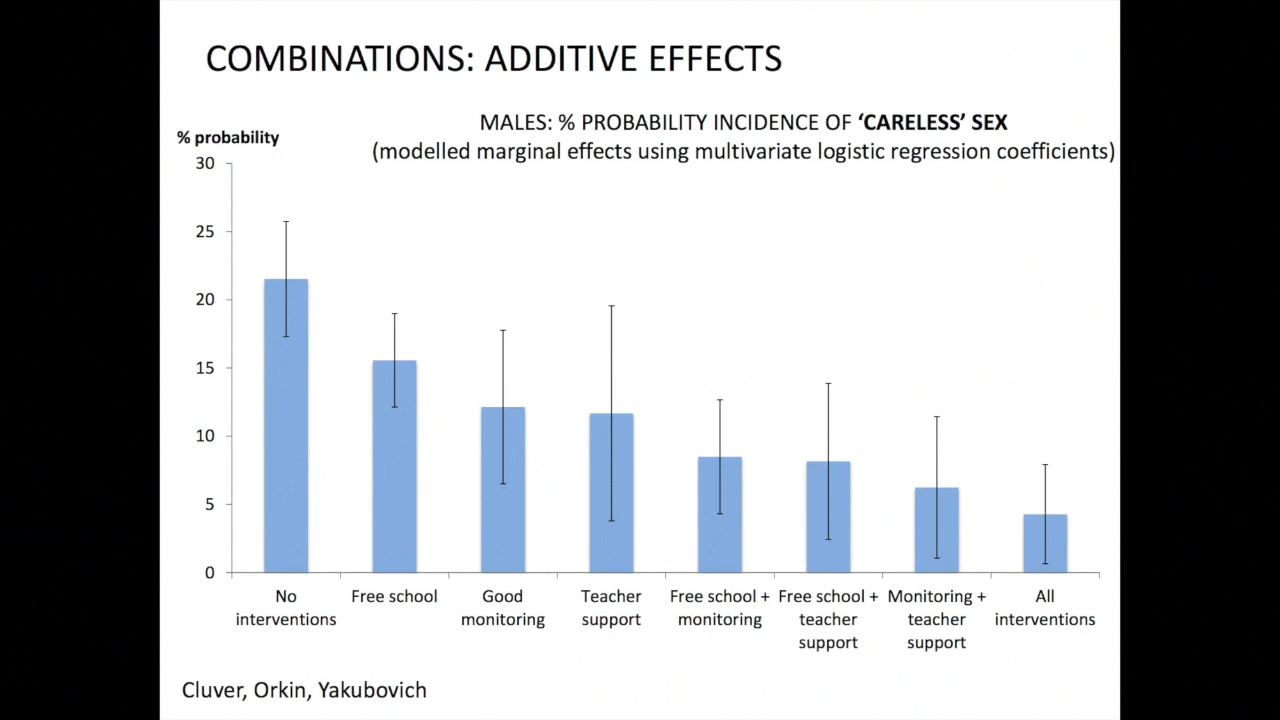 COMBINATIONS: ADDITIVE EFFECTS
MALES: % PROBABILITY INCIDENCE OF ‘CARELESS’ SEX
(modelled marginal effects using multivariate logistic regression coefficients)
% probability
30
25
20
15
10
5
0
No interventions
Free school
Good monitoring
Teacher support
Free school + monitoring
Free school + teacher support
Monitoring + teacher support
All interventions
Cluver, Orkin, Yakubovich